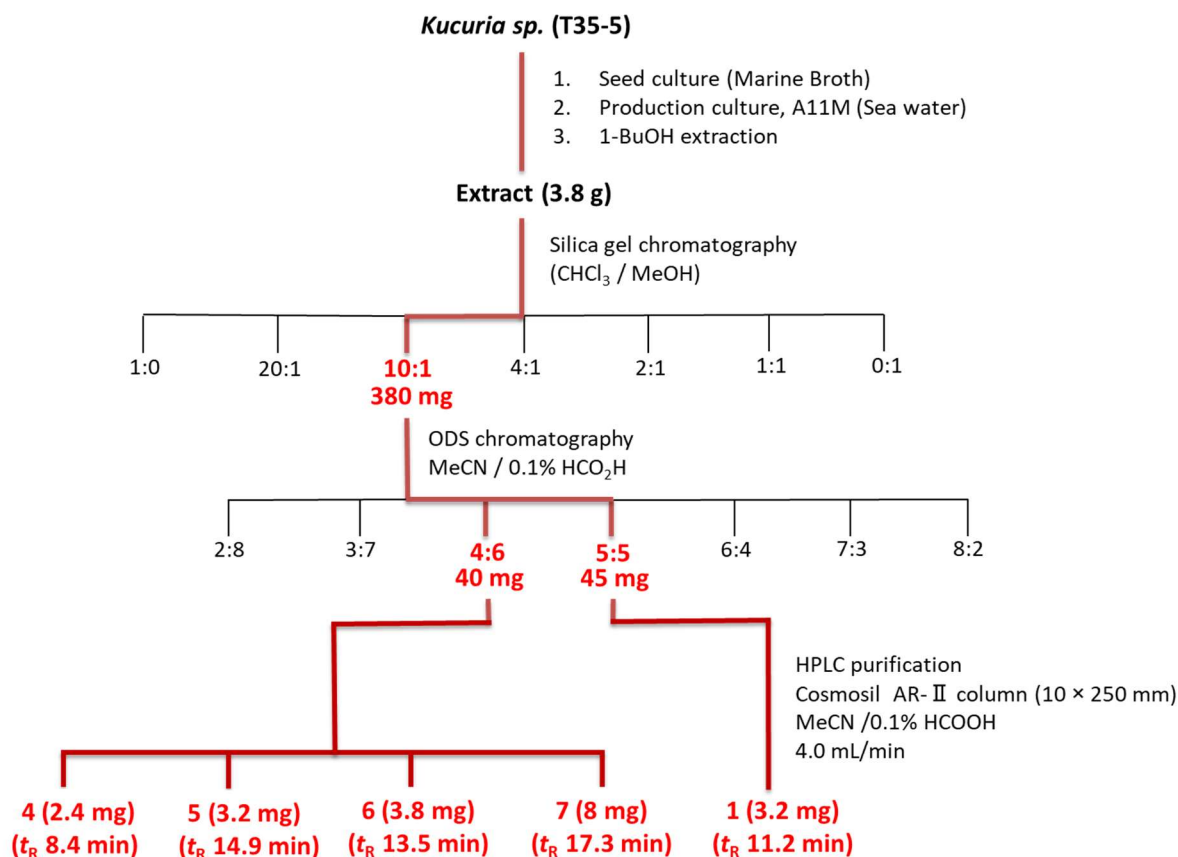 Kucuria sp. (T35-5)
1. Seed culture (Marine Broth)
2. Production culture, A11M (Sea water)
3. 1-BuOH extraction
Extract (3.8 g)
Silica gel chromatography
(CHCl₃ / MeOH)
1:0 20:1 10:1 4:1 2:1 1:1 0:1
380 mg
ODS chromatography
MeCN / 0.1% HCO₂H
2:8 3:7 4:6 5:5 6:4 7:3 8:2
40 mg 45 mg
HPLC purification
Cosmosil AR-Ⅱ column (10 × 250 mm)
MeCN /0.1% HCOOH
4.0 mL/min
4 (2.4 mg) 5 (3.2 mg) 6 (3.8 mg) 7 (8 mg) 1 (3.2 mg)
(tR 8.4 min) (tR 14.9 min) (tR 13.5 min) (tR 17.3 min) (tR 11.2 min)